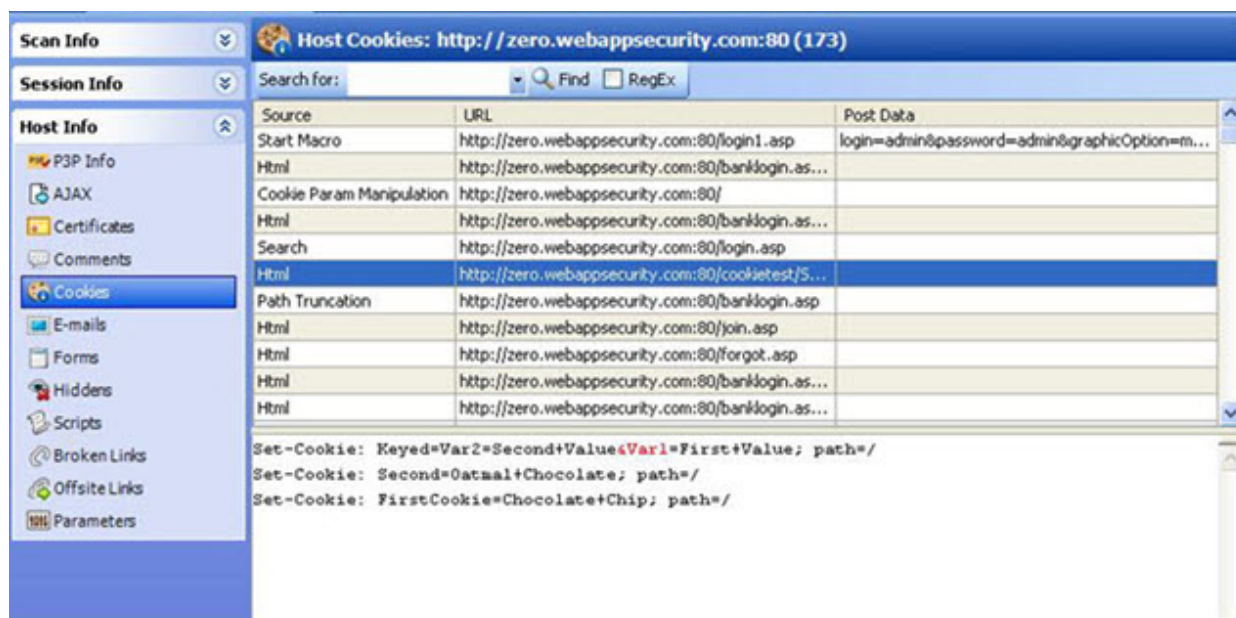 Scan Info
Session Info
Host Info
P3P Info
AJAX
Certificates
Comments
Cookies
E-mails
Forms
Hiddens
Scripts
Broken Links
Offsite Links
Parameters
Host Cookies: http://zero.webappsecurity.com:80 (173)
Search for: Find RegEx
Source URL Post Data
Start Macro http://zero.webappsecurity.com:80/login1.asp login=admin&password=admin&graphicOption=m...
Html http://zero.webappsecurity.com:80/banklogin.as...
Cookie Param Manipulation http://zero.webappsecurity.com:80/
Html http://zero.webappsecurity.com:80/banklogin.as...
Search http://zero.webappsecurity.com:80/login.asp
Html http://zero.webappsecurity.com:80/cookietest/S...
Path Truncation http://zero.webappsecurity.com:80/banklogin.asp
Html http://zero.webappsecurity.com:80/join.asp
Html http://zero.webappsecurity.com:80/forgot.asp
Html http://zero.webappsecurity.com:80/banklogin.as...
Html http://zero.webappsecurity.com:80/banklogin.as...
Set-Cookie: Keyed=Var2=Second+Value&Var1=First+Value; path=/
Set-Cookie: Second=Oatmal+Chocolate; path=/
Set-Cookie: FirstCookie=Chocolate+Chip; path=/